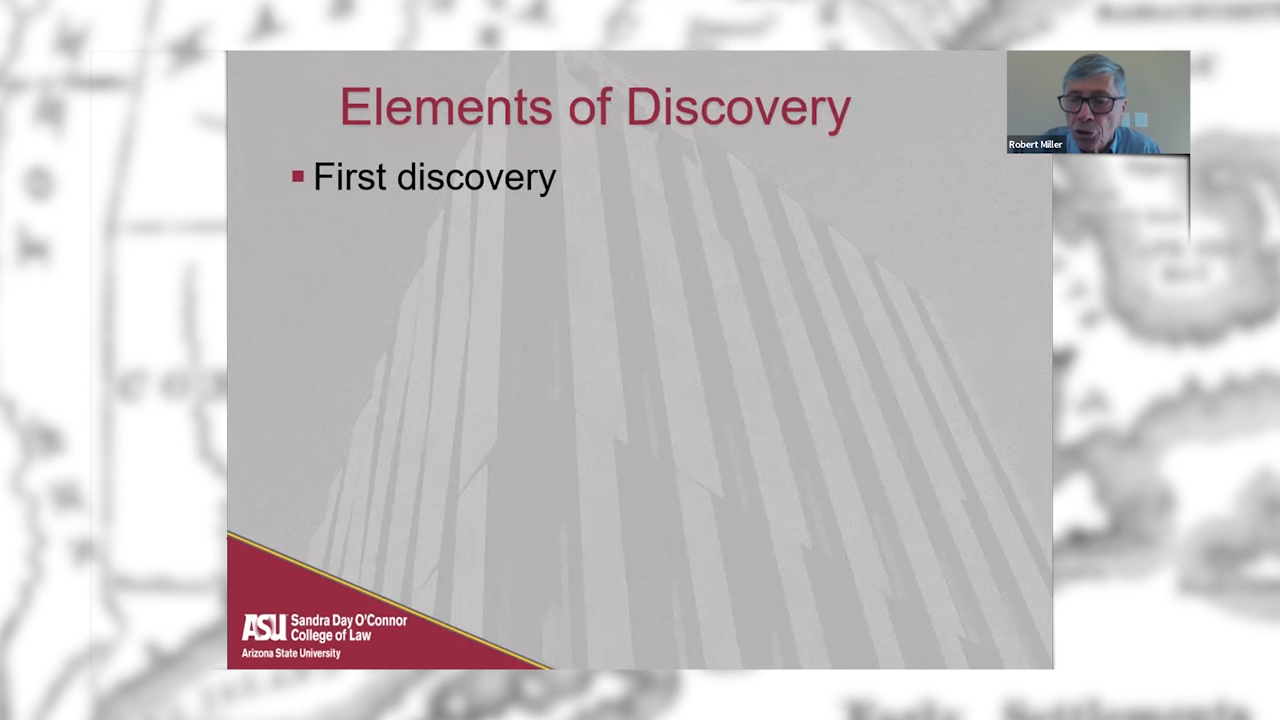 Elements of Discovery
Robert Miller
▪ First discovery
ASU Sandra Day O'Connor
College of Law
Arizona State University